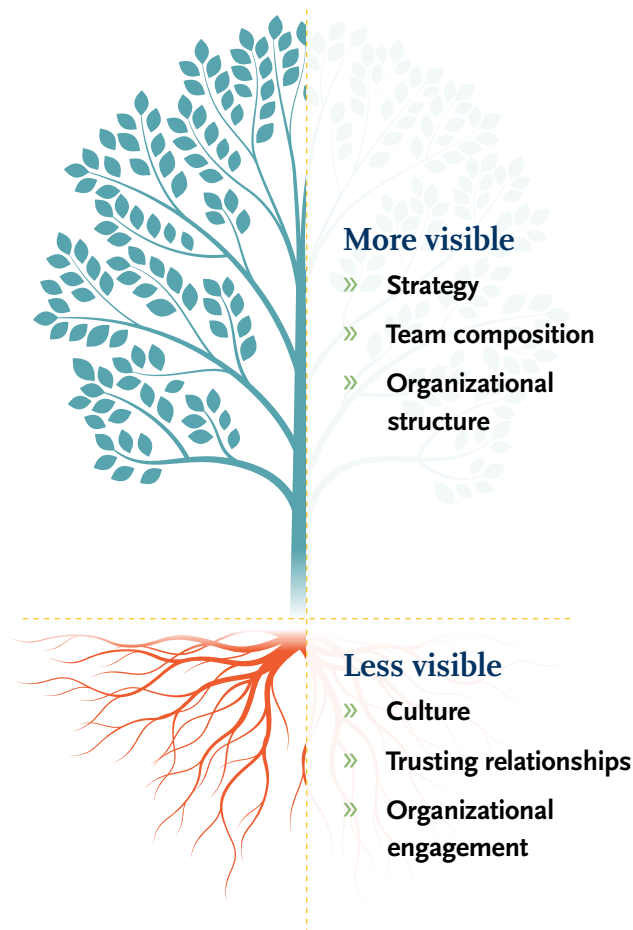 More visible
» Strategy
» Team composition
» Organizational
structure
Less visible
» Culture
» Trusting relationships
» Organizational
engagement